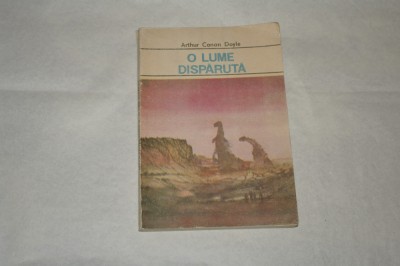 Arthur Conan Doyle
O LUME
DISPĂRUTĂ